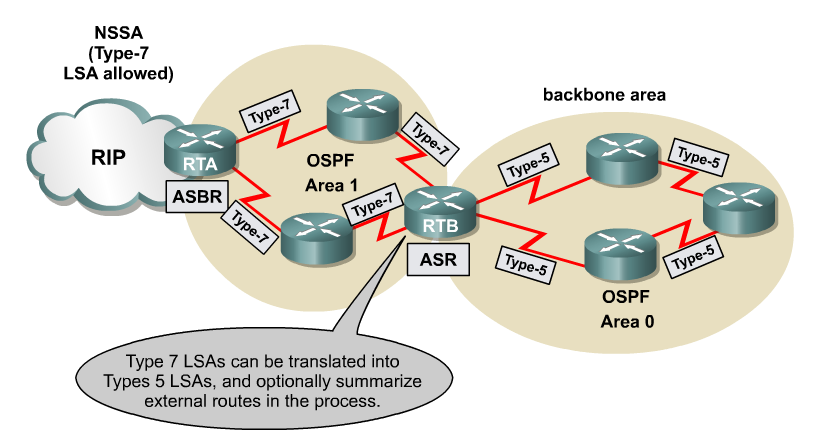 NSSA
(Type-7
LSA allowed)
backbone area
RIP
RTA
ASBR
Type-7
Type-7
OSPF
Area 1
Type-7
Type-7
RTB
ASR
Type-5
Type-5
Type-5
Type-5
OSPF
Area 0
Type 7 LSAs can be translated into
Types 5 LSAs, and optionally summarize
external routes in the process.